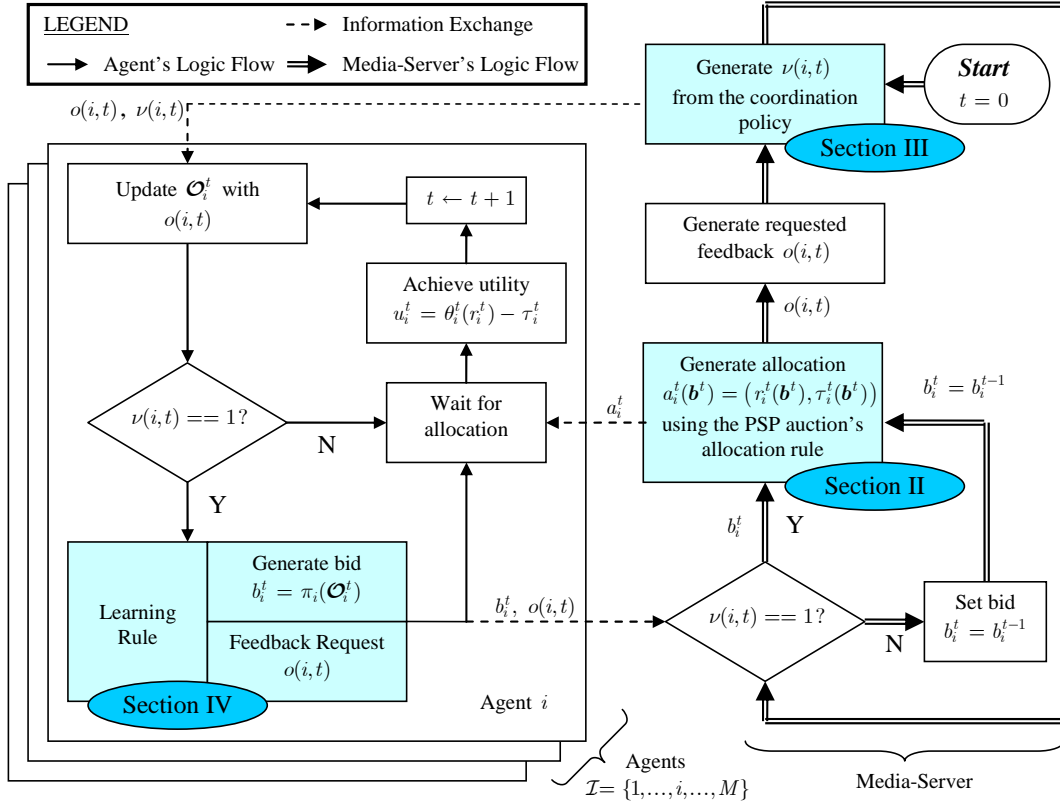 LEGEND
Information Exchange
Agent's Logic Flow
Media-Server's Logic Flow
Generate ν(i,t)
from the coordination
policy
Section III
Start
t = 0
o(i,t), ν(i,t)
Update 𝒪_i^t with
o(i,t)
t ← t + 1
Achieve utility
u_i^t = θ_i^t(r_i^t) − τ_i^t
ν(i,t) == 1?
N
Y
Wait for
allocation
a_i^t
Learning
Rule
Generate bid
b_i^t = π_i(𝒪_i^t)
Feedback Request
o(i,t)
Section IV
Agent i
Agents
ℐ = {1,…,i,…,M}
b_i^t, o(i,t)
Generate requested
feedback o(i,t)
o(i,t)
Generate allocation
a_i^t(b^t) = (r_i^t(b^t), τ_i^t(b^t))
using the PSP auction's
allocation rule
Section II
b_i^t = b_i^{t−1}
b_i^t
Y
ν(i,t) == 1?
N
Set bid
b_i^t = b_i^{t−1}
Media-Server